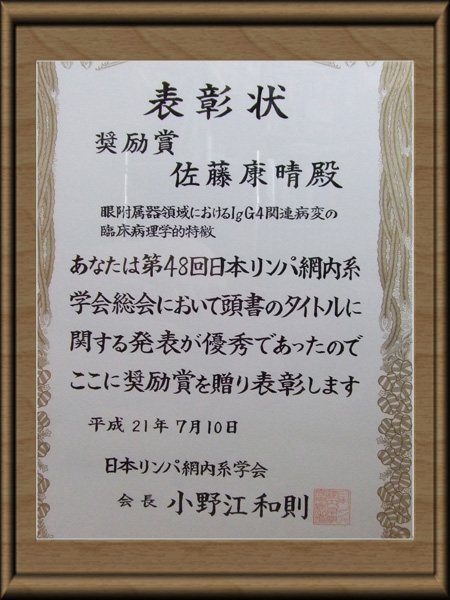 表彰状
奨励賞
佐藤康晴殿
眼附属器領域におけるIgG4関連病変の
臨床病理学的特徴
あなたは第48回日本リンパ網内系
学会総会において頭書のタイトルに
関する発表が優秀であったので
ここに奨励賞を贈り表彰します
平成21年7月10日
日本リンパ網内系学会
会長 小野江和則